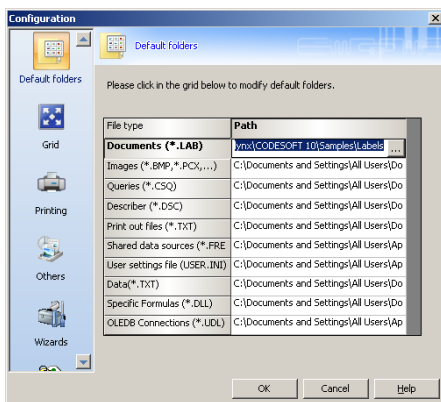 Configuration
Default folders
Default folders
Please click in the grid below to modify default folders.
Grid
Printing
Others
Wizards
File type Path
Documents (*.LAB) ynx\CODESOFT 10\Samples\Labels ...
Images (*.BMP,*.PCX,...) C:\Documents and Settings\All Users\Do
Queries (*.CSQ) C:\Documents and Settings\All Users\Do
Describer (*.DSC) C:\Documents and Settings\All Users\Do
Print out files (*.TXT) C:\Documents and Settings\All Users\Do
Shared data sources (*.FRE C:\Documents and Settings\All Users\Ap
User settings file (USER.INI) C:\Documents and Settings\All Users\Ap
Data(*.TXT) C:\Documents and Settings\All Users\Do
Specific Formulas (*.DLL) C:\Documents and Settings\All Users\Do
OLEDB Connections (*.UDL) C:\Documents and Settings\All Users\Ap
OK Cancel Help